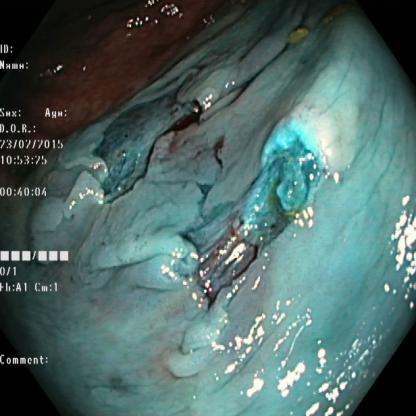 ID:
Name:
Sex: Age:
D.O.B.:
23/07/2015
10:53:25
00:40:04
■■■/■■■
0/1
Eh:A1 Cm:1
Comment: